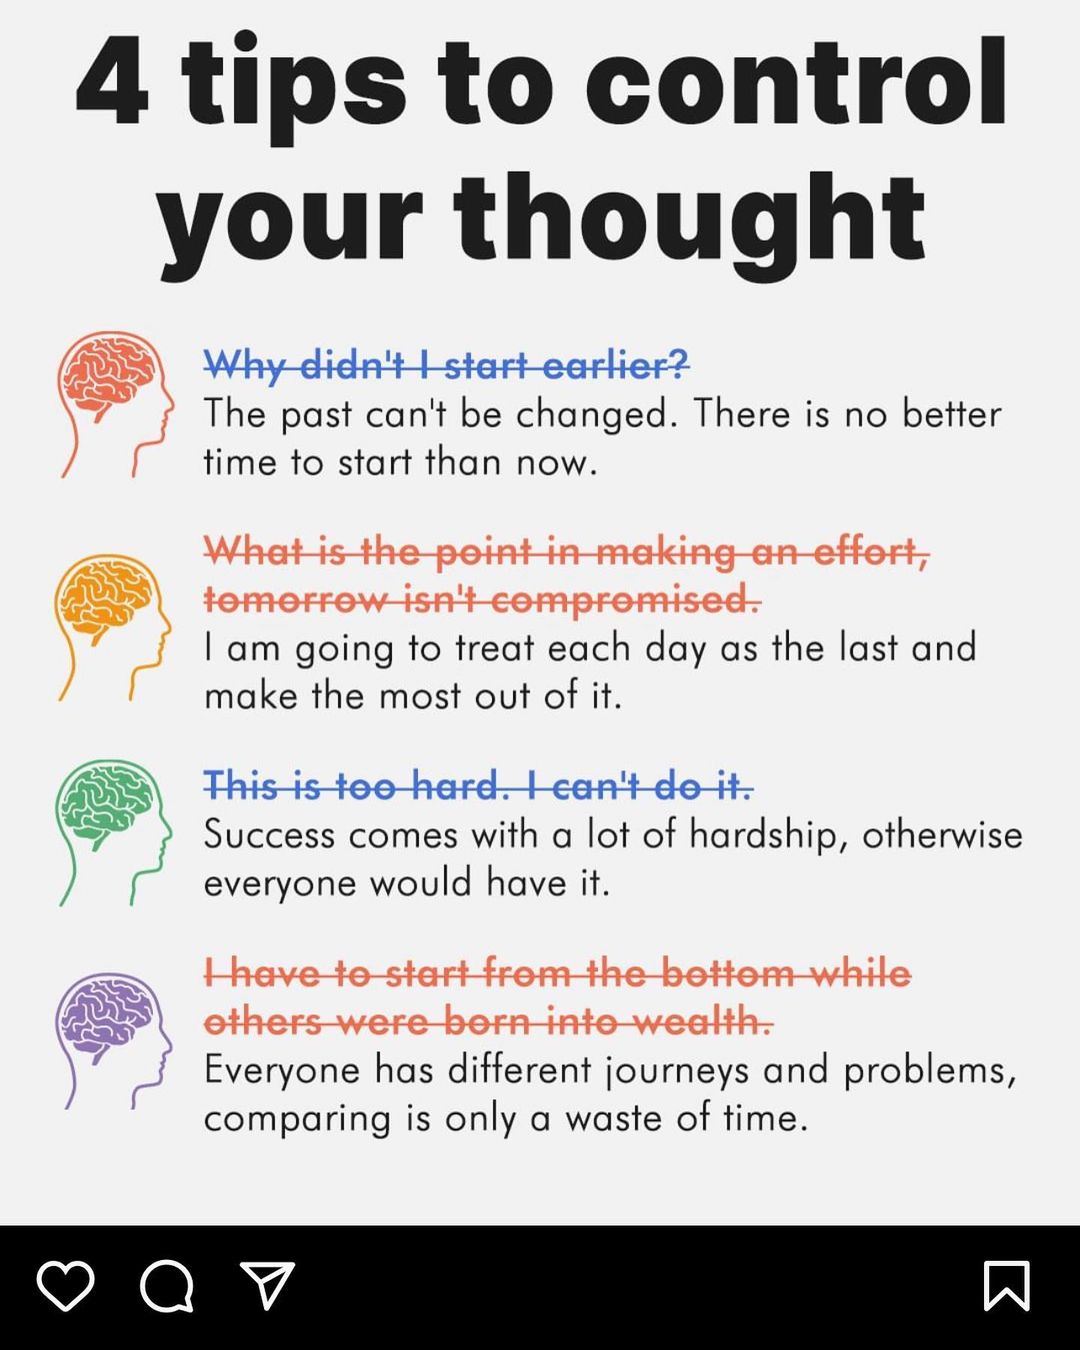 4 tips to control
your thought
Why didn't I start earlier?
The past can't be changed. There is no better
time to start than now.
What is the point in making an effort,
tomorrow isn't compromised.
I am going to treat each day as the last and
make the most out of it.
This is too hard. I can't do it.
Success comes with a lot of hardship, otherwise
everyone would have it.
I have to start from the bottom while
others were born into wealth.
Everyone has different journeys and problems,
comparing is only a waste of time.